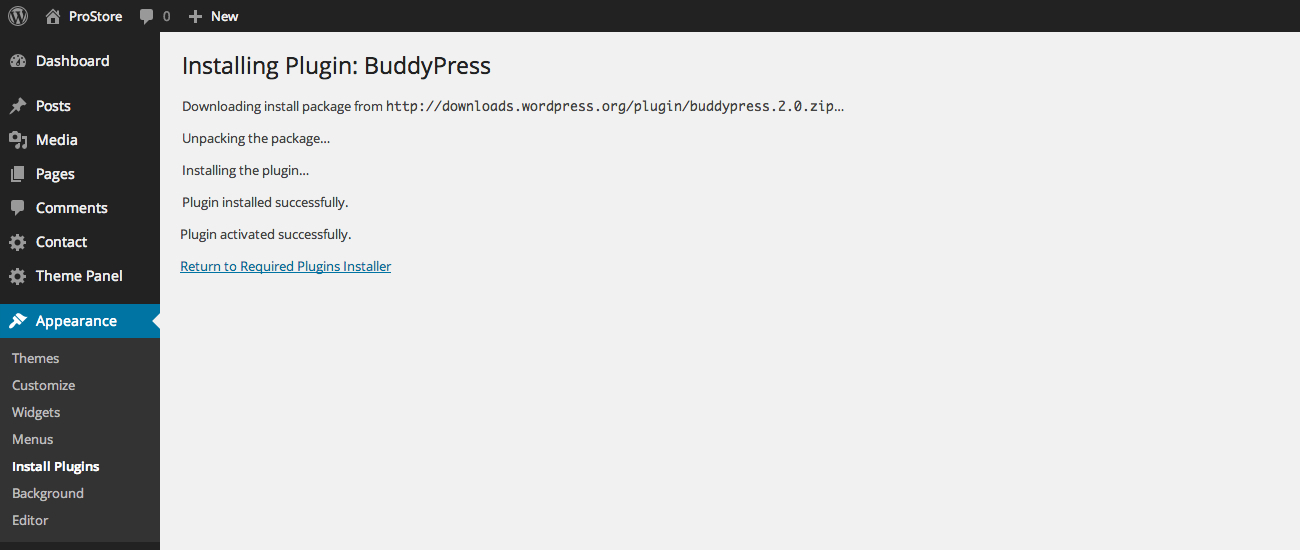 ProStore 0 New
Dashboard
Posts
Media
Pages
Comments
Contact
Theme Panel
Appearance
Themes
Customize
Widgets
Menus
Install Plugins
Background
Editor
Installing Plugin: BuddyPress
Downloading install package from http://downloads.wordpress.org/plugin/buddypress.2.0.zip…
Unpacking the package…
Installing the plugin…
Plugin installed successfully.
Plugin activated successfully.
Return to Required Plugins Installer